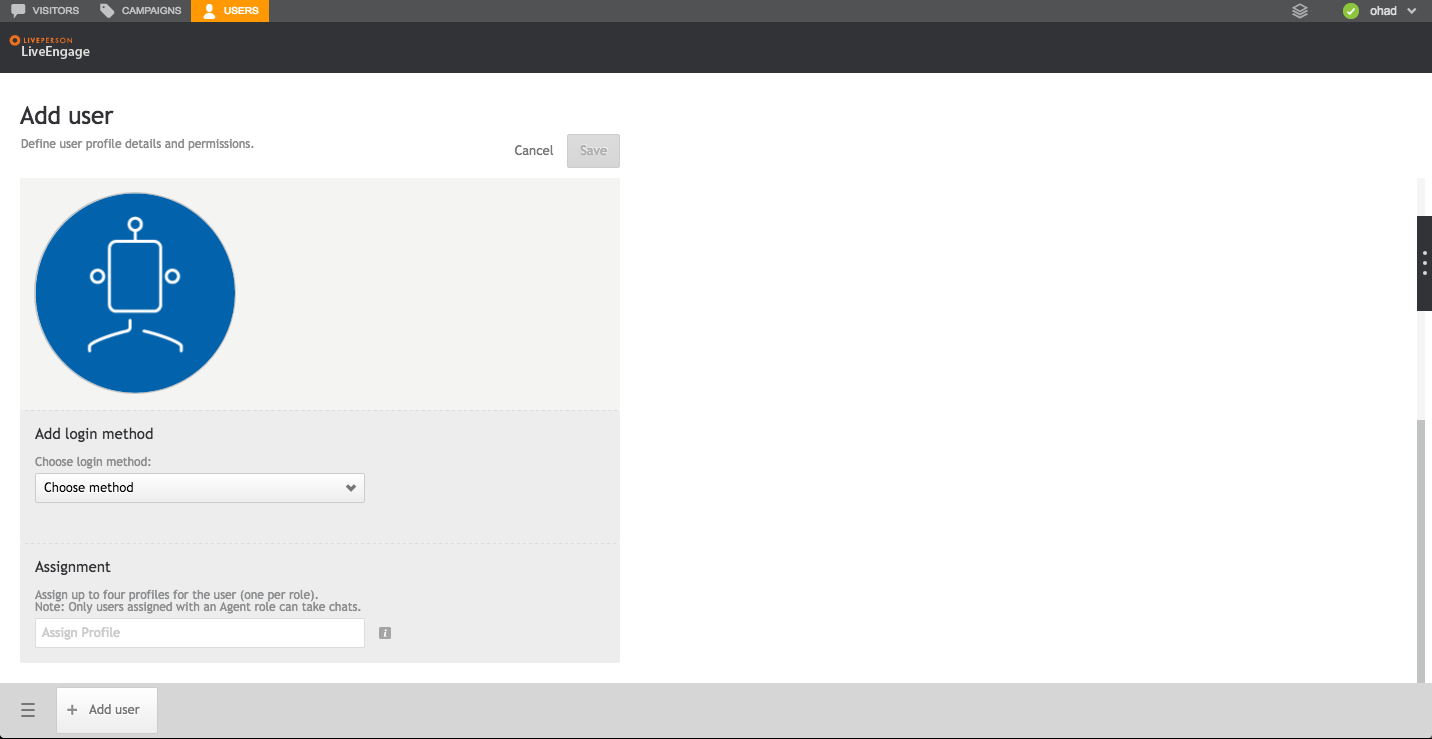 VISITORS
CAMPAIGNS
USERS
ohad
LIVEPERSON
LiveEngage
Add user
Define user profile details and permissions.
Cancel
Save
Add login method
Choose login method:
Choose method
Assignment
Assign up to four profiles for the user (one per role).
Note: Only users assigned with an Agent role can take chats.
Assign Profile
i
+ Add user